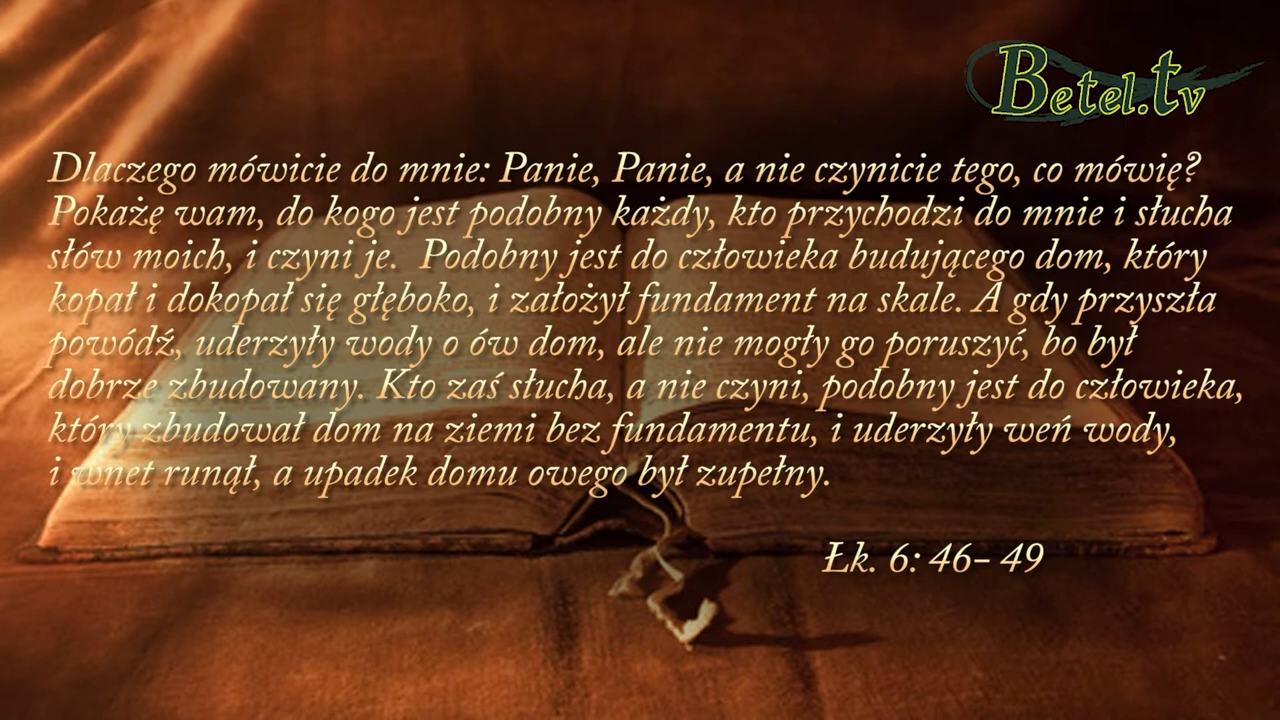 Betel.tv
Dlaczego mówicie do mnie: Panie, Panie, a nie czynicie tego, co mówię?
Pokażę wam, do kogo jest podobny każdy, kto przychodzi do mnie i słucha
słów moich, i czyni je.  Podobny jest do człowieka budującego dom, który
kopał i dokopał się głęboko, i założył fundament na skale. A gdy przyszła
powódź, uderzyły wody o ów dom, ale nie mogły go poruszyć, bo był
dobrze zbudowany. Kto zaś słucha, a nie czyni, podobny jest do człowieka,
który zbudował dom na ziemi bez fundamentu, i uderzyły weń wody,
i wnet runął, a upadek domu owego był zupełny.
Łk. 6: 46- 49